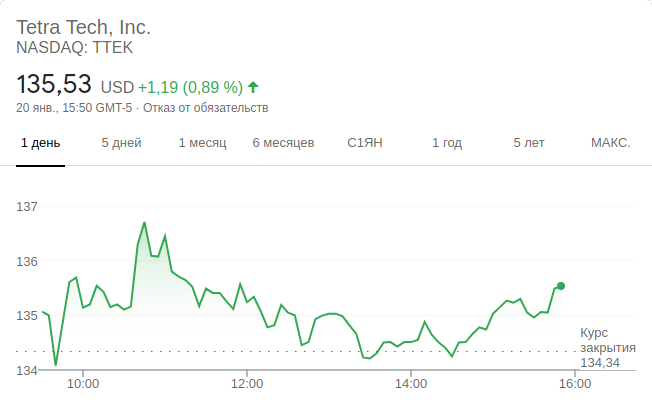 Tetra Tech, Inc.
NASDAQ: TTEK
135,53 USD +1,19 (0,89 %)
20 янв., 15:50 GMT-5 · Отказ от обязательств
1 день 5 дней 1 месяц 6 месяцев С1ЯН 1 год 5 лет МАКС.
137
136
135
134
Курс
закрытия
134,34
10:00 12:00 14:00 16:00